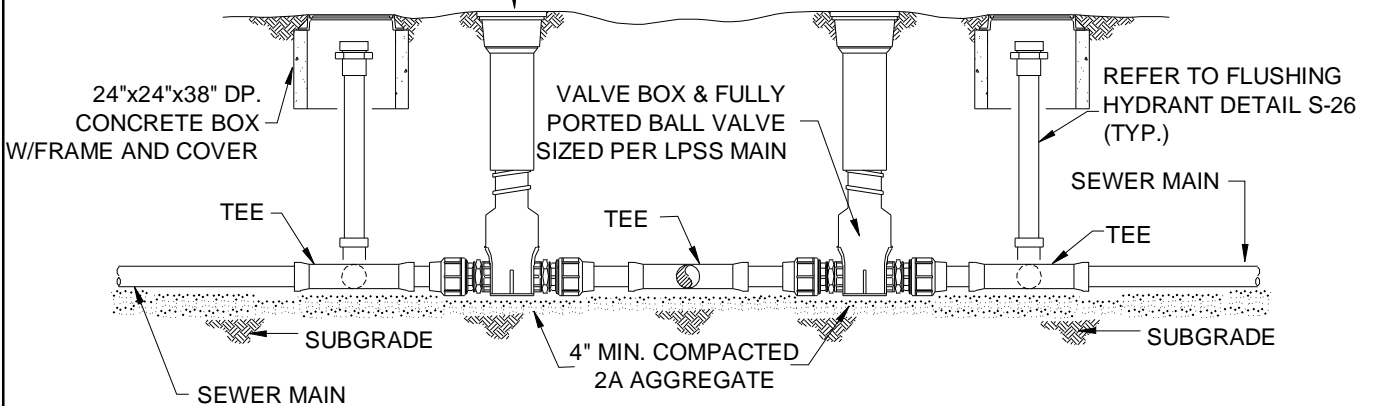 24"x24"x38" DP.
CONCRETE BOX
W/FRAME AND COVER
VALVE BOX & FULLY
PORTED BALL VALVE
SIZED PER LPSS MAIN
REFER TO FLUSHING
HYDRANT DETAIL S-26
(TYP.)
SEWER MAIN
TEE
TEE
TEE
SUBGRADE
4" MIN. COMPACTED
2A AGGREGATE
SUBGRADE
SEWER MAIN